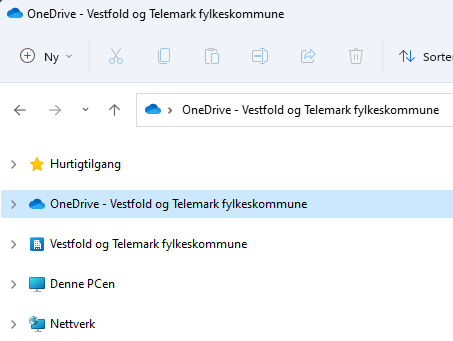 OneDrive - Vestfold og Telemark fylkeskommune
Ny
OneDrive - Vestfold og Telemark fylkeskommune
Hurtigtilgang
OneDrive - Vestfold og Telemark fylkeskommune
Vestfold og Telemark fylkeskommune
Denne PCen
Nettverk